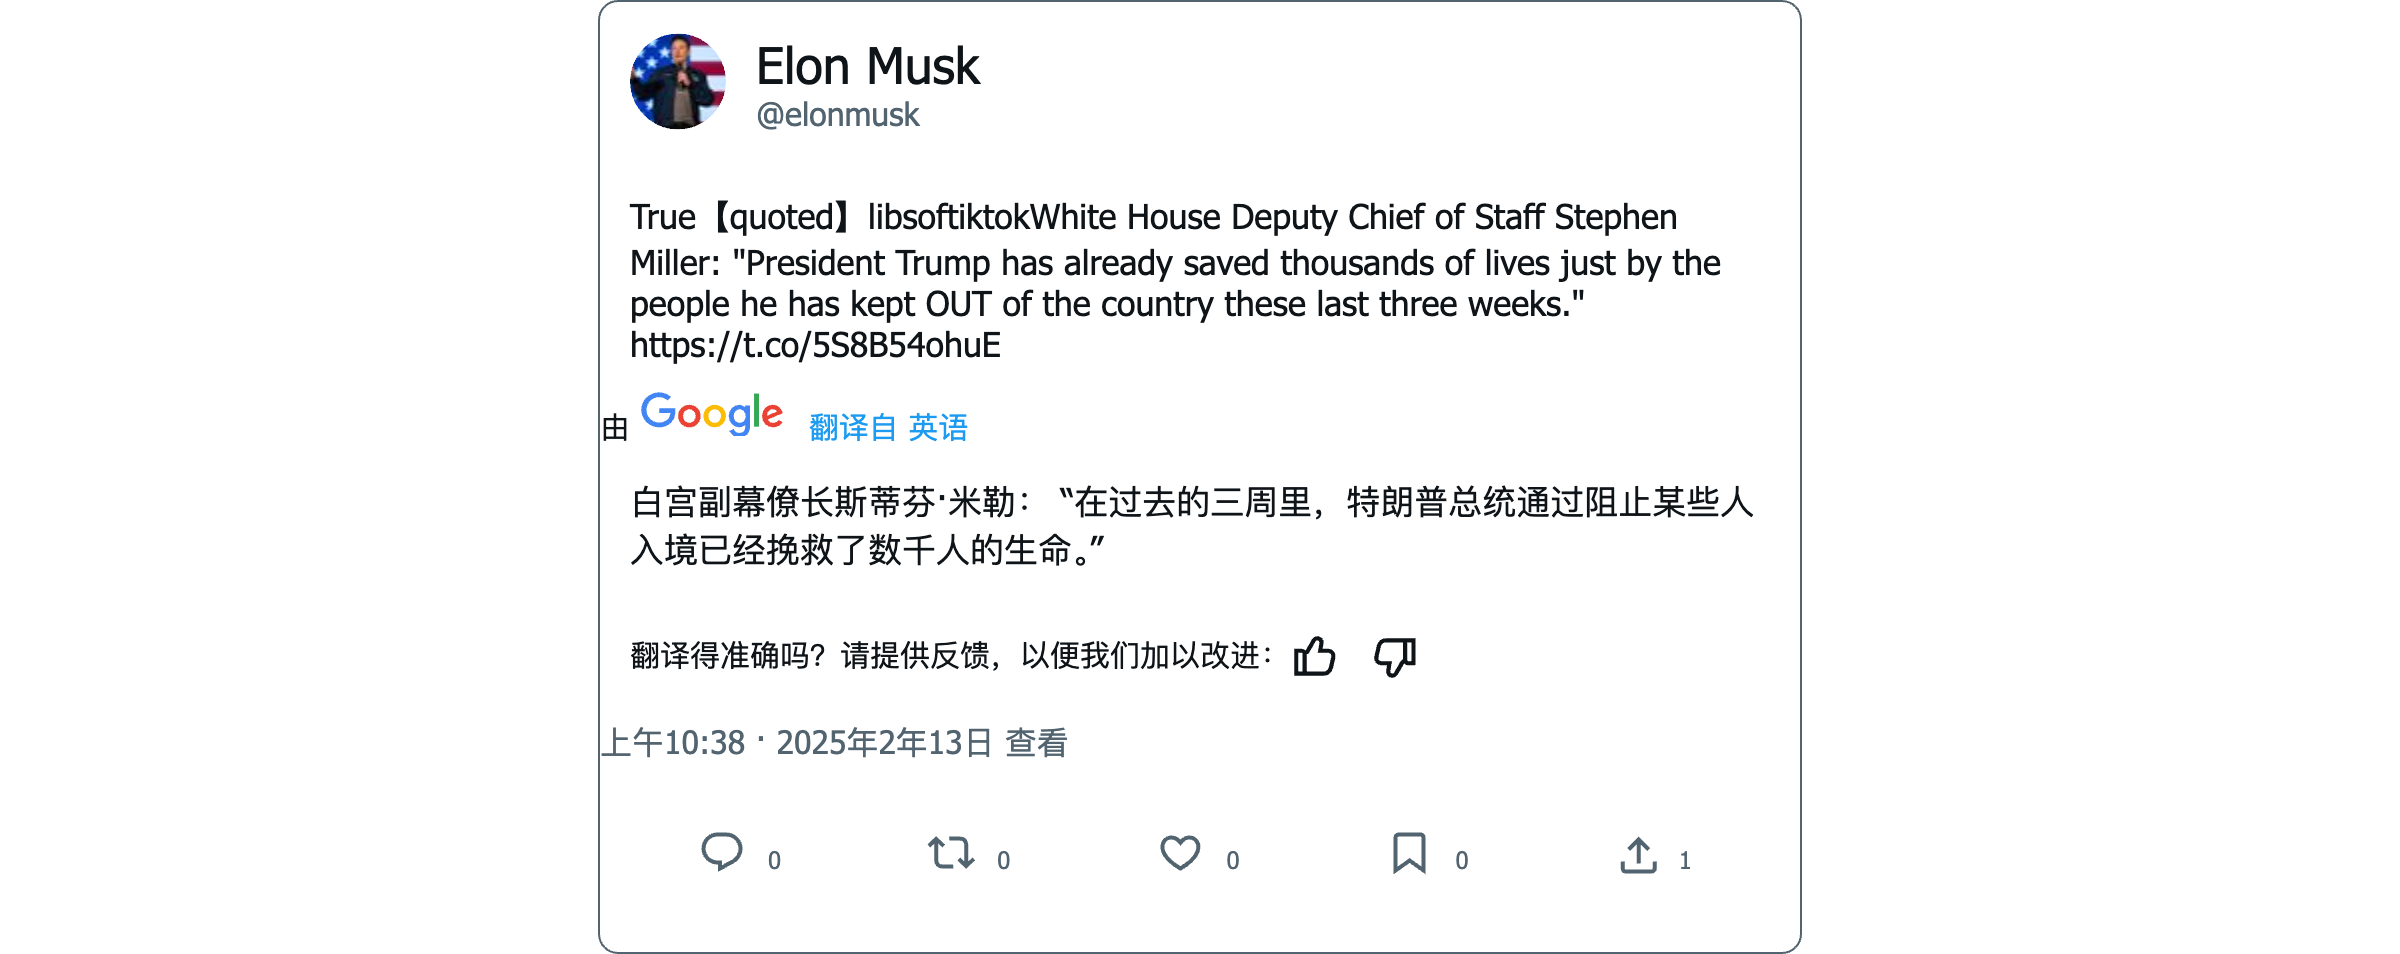 Elon Musk
@elonmusk
True【quoted】libsoftiktokWhite House Deputy Chief of Staff Stephen
Miller: "President Trump has already saved thousands of lives just by the
people he has kept OUT of the country these last three weeks."
https://t.co/5S8B54ohuE
由 Google 翻译自 英语
白宫副幕僚长斯蒂芬·米勒：“在过去的三周里，特朗普总统通过阻止某些人
入境已经挽救了数千人的生命。”
翻译得准确吗？请提供反馈，以便我们加以改进：
上午10:38 · 2025年2年13日 查看
0 0 0 0 1